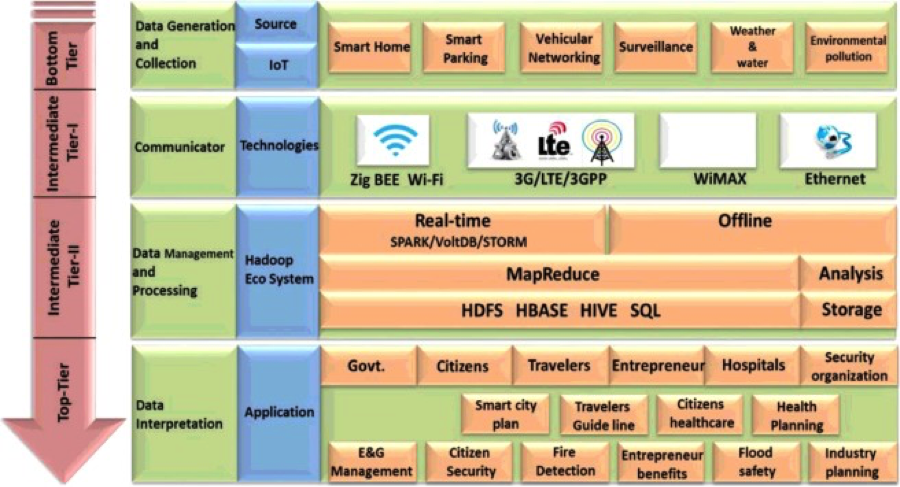 Bottom
Tier
Data Generation
and
Collection
Source
IoT
Smart Home
Smart
Parking
Vehicular
Networking
Surveillance
Weather
&
water
Environmental
pollution
Intermediate
Tier-I
Communicator
Technologies
Lte
Zig BEE Wi-Fi
3G/LTE/3GPP
WiMAX
Ethernet
Intermediate
Tier-II
Data Management
and
Processing
Hadoop
Eco System
Real-time
SPARK/VoltDB/STORM
Offline
MapReduce
Analysis
HDFS HBASE HIVE SQL
Storage
Top-Tier
Data
Interpretation
Application
Govt.
Citizens
Travelers
Entrepreneur
Hospitals
Security
organization
Smart city
plan
Travelers
Guide line
Citizens
healthcare
Health
Planning
E&G
Management
Citizen
Security
Fire
Detection
Entrepreneur
benefits
Flood
safety
Industry
planning